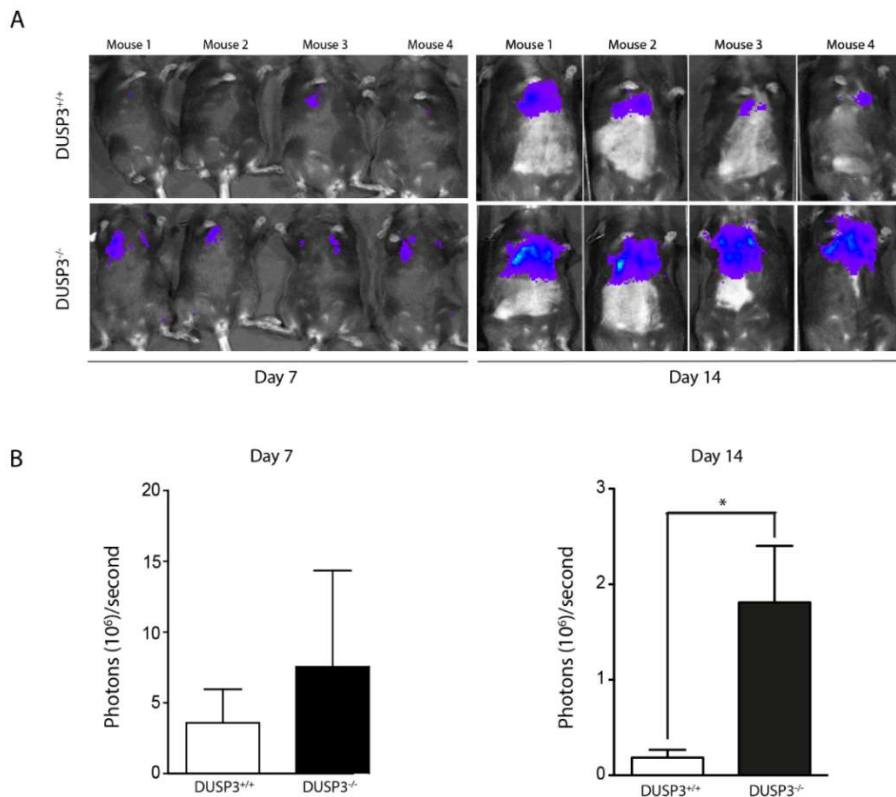 A
Mouse 1 Mouse 2 Mouse 3 Mouse 4 Mouse 1 Mouse 2 Mouse 3 Mouse 4
DUSP3+/+
DUSP3-/-
Day 7 Day 14
B
Day 7
Photons (10⁶)/second
20
15
10
5
0
DUSP3+/+ DUSP3-/-
Day 14
Photons (10⁶)/second
3
2
1
0
*
DUSP3+/+ DUSP3-/-